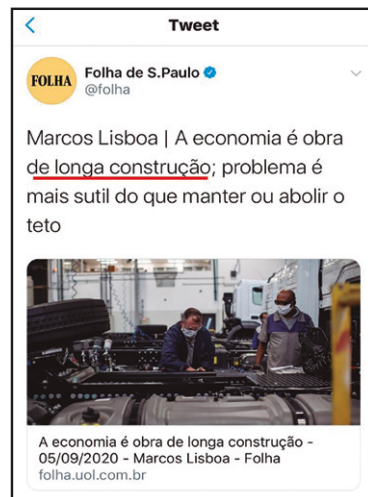 Tweet
FOLHA
Folha de S.Paulo
@folha
Marcos Lisboa | A economia é obra
de longa construção; problema é
mais sutil do que manter ou abolir o
teto
A economia é obra de longa construção -
05/09/2020 - Marcos Lisboa - Folha
folha.uol.com.br